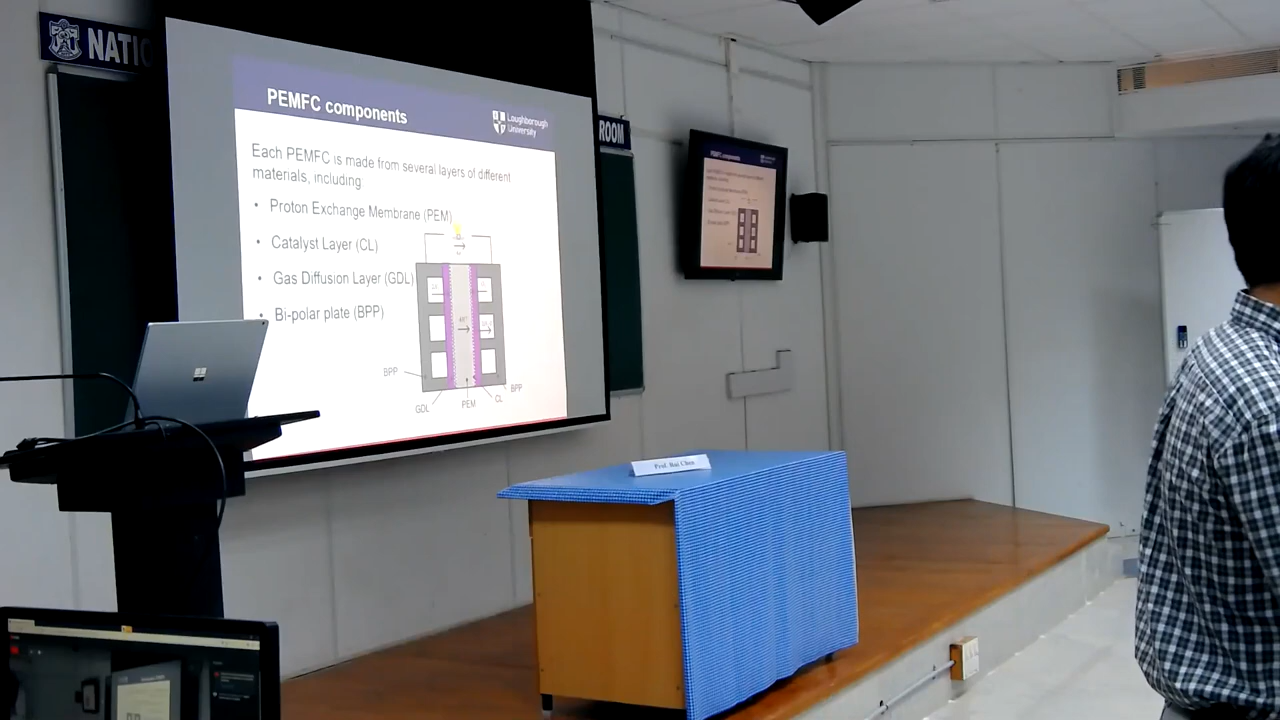 NATIO
ROOM
PEMFC components
Loughborough
University
Each PEMFC is made from several layers of different
materials, including
• Proton Exchange Membrane (PEM)
• Catalyst Layer (CL)
• Gas Diffusion Layer (GDL)
• Bi-polar plate (BPP)
BPP
GDL
PEM
CL
BPP
PEMFC components
Prof. Rui Chen